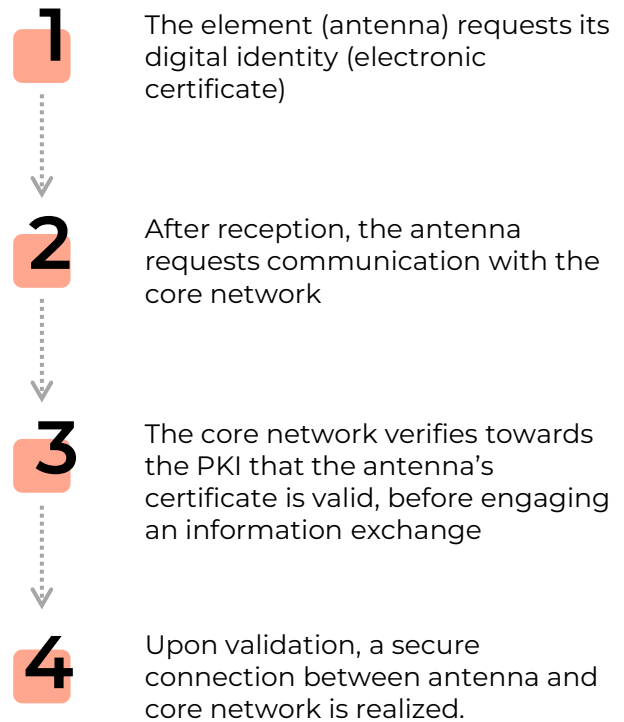 1
The element (antenna) requests its
digital identity (electronic
certificate)
2
After reception, the antenna
requests communication with the
core network
3
The core network verifies towards
the PKI that the antenna's
certificate is valid, before engaging
an information exchange
4
Upon validation, a secure
connection between antenna and
core network is realized.